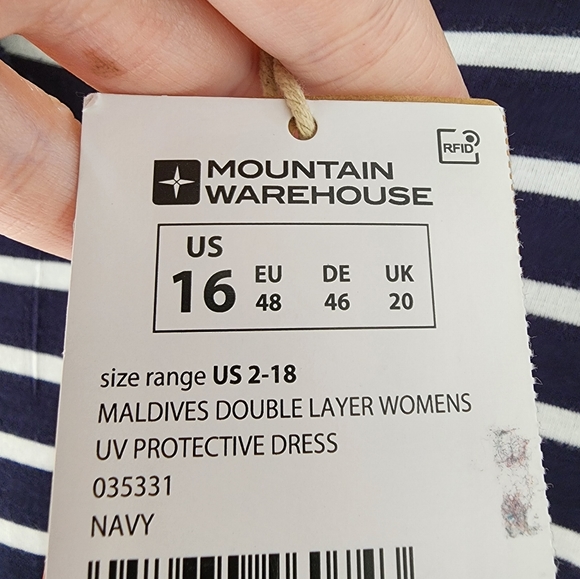 RFID
MOUNTAIN
WAREHOUSE
US EU DE UK
16 48 46 20
size range US 2-18
MALDIVES DOUBLE LAYER WOMENS
UV PROTECTIVE DRESS
035331
NAVY